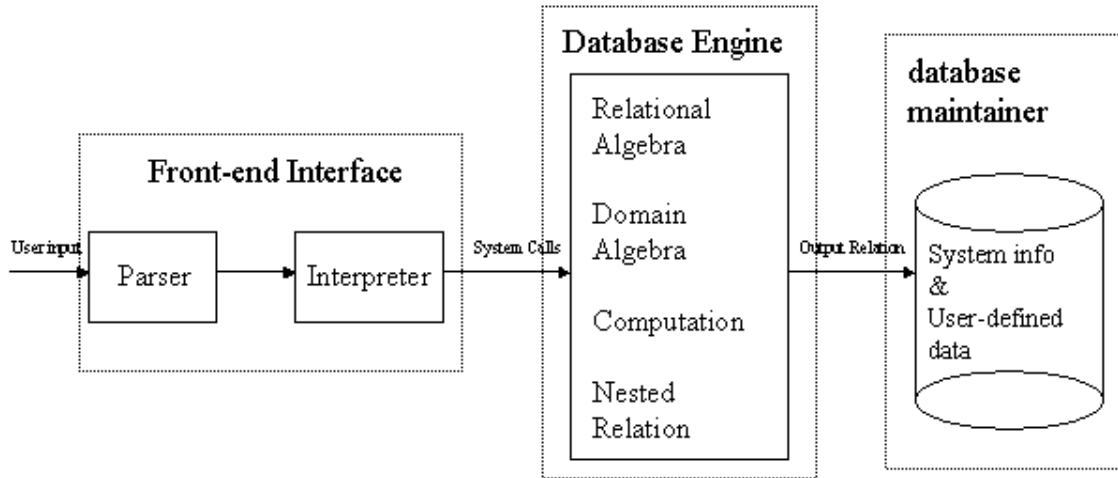 Front-end Interface
User input
Parser
Interpreter
System Calls
Database Engine
Relational
Algebra
Domain
Algebra
Computation
Nested
Relation
Output Relation
database
maintainer
System info
&
User-defined
data